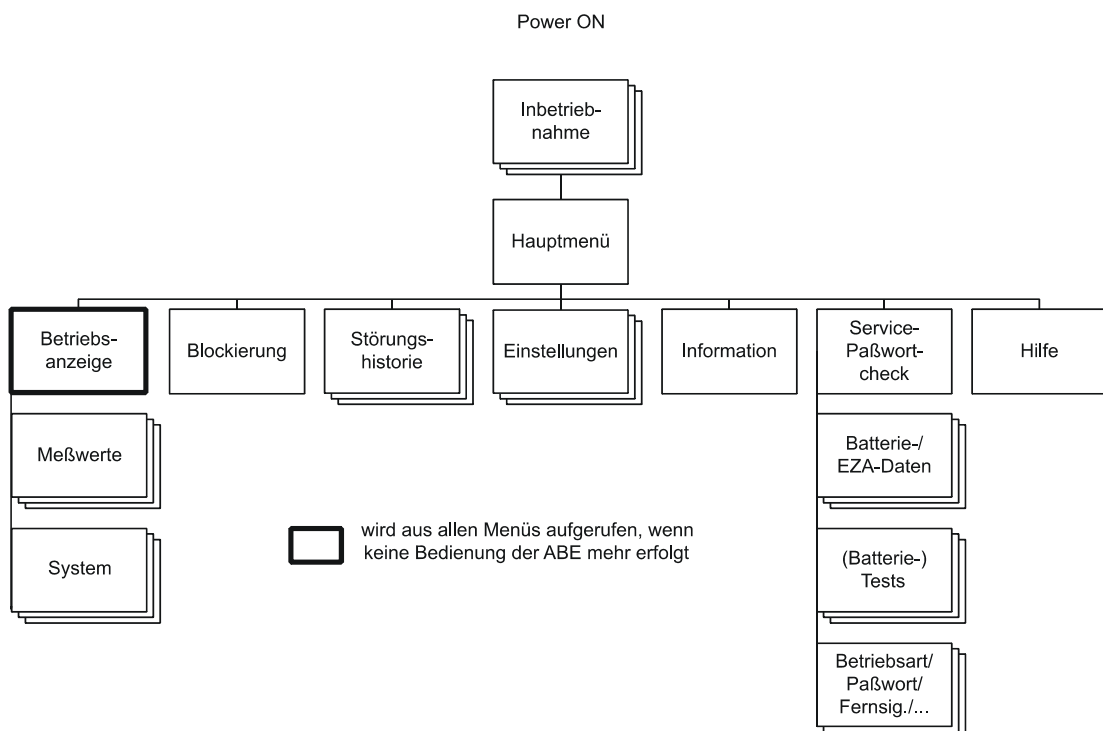 Power ON
Inbetrieb-
nahme
Hauptmenü
Betriebs-
anzeige
Blockierung
Störungs-
historie
Einstellungen
Information
Service-
Paßwort-
check
Hilfe
Meßwerte
System
Batterie-/
EZA-Daten
(Batterie-)
Tests
Betriebsart/
Paßwort/
Fernsig./...
wird aus allen Menüs aufgerufen, wenn
keine Bedienung der ABE mehr erfolgt